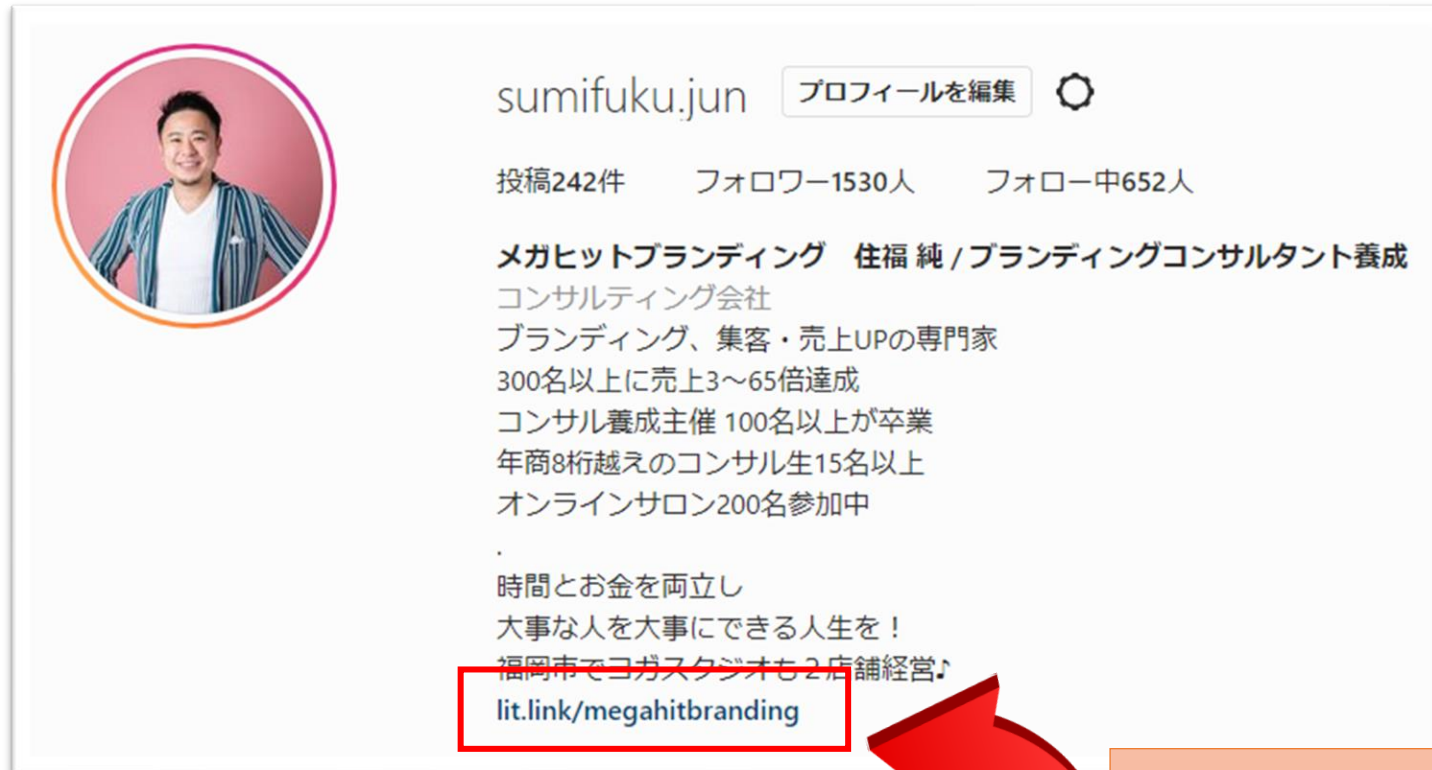 sumifuku.jun プロフィールを編集
投稿242件 フォロワー1530人 フォロー中652人
メガヒットブランディング 住福 純 / ブランディングコンサルタント養成
コンサルティング会社
ブランディング、集客・売上UPの専門家
300名以上に売上3～65倍達成
コンサル養成主催 100名以上が卒業
年商8桁越えのコンサル生15名以上
オンラインサロン200名参加中
.
時間とお金を両立し
大事な人を大事にできる人生を！
福岡市でヨガスタジオも２店舗経営♪
lit.link/megahitbranding